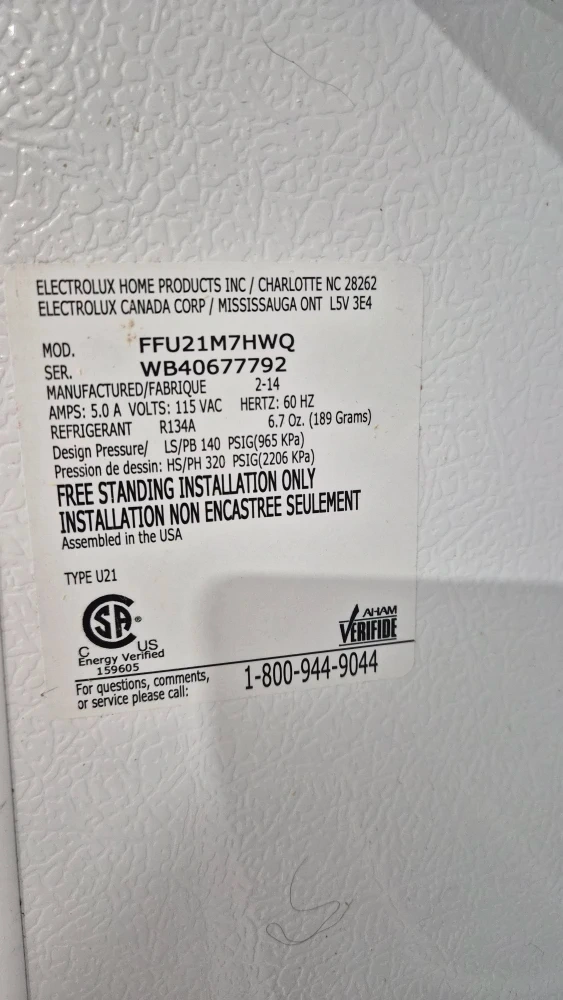 ELECTROLUX HOME PRODUCTS INC / CHARLOTTE NC 28262
ELECTROLUX CANADA CORP / MISSISSAUGA ONT L5V 3E4
MOD. FFU21M7HWQ
SER. WB40677792
MANUFACTURED/FABRIQUE 2-14
AMPS: 5.0 A VOLTS: 115 VAC HERTZ: 60 HZ
REFRIGERANT R134A 6.7 Oz. (189 Grams)
Design Pressure/ LS/PB 140 PSIG(965 KPa)
Pression de dessin: HS/PH 320 PSIG(2206 KPa)
FREE STANDING INSTALLATION ONLY
INSTALLATION NON ENCASTREE SEULEMENT
Assembled in the USA
TYPE U21
SA ®
C US
Energy Verified
159605
AHAM
VERIFIDE
For questions, comments,
or service please call:
1-800-944-9044